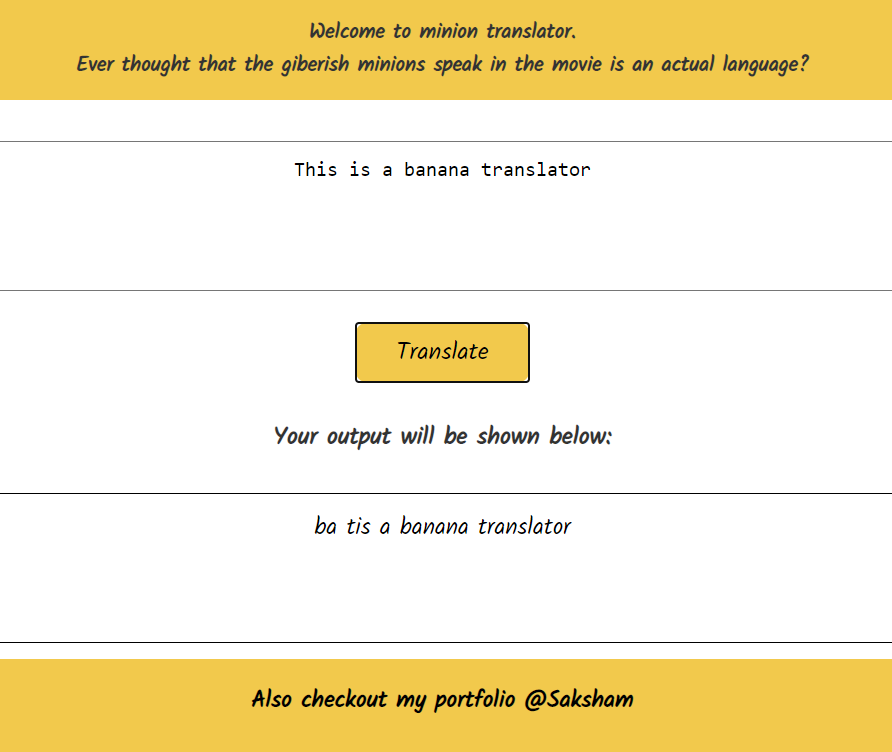 Welcome to minion translator.
Ever thought that the giberish minions speak in the movie is an actual language?
This is a banana translator
Translate
Your output will be shown below:
ba tis a banana translator
Also checkout my portfolio @Saksham